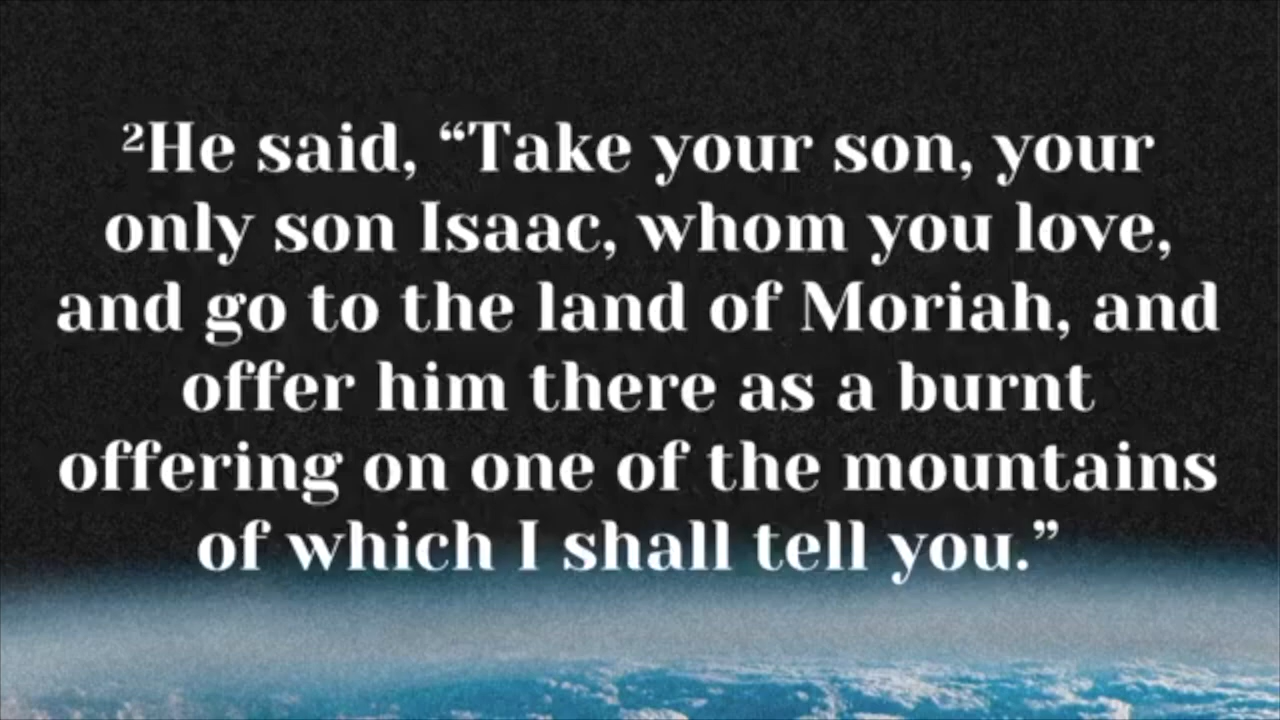 ²He said, “Take your son, your
only son Isaac, whom you love,
and go to the land of Moriah, and
offer him there as a burnt
offering on one of the mountains
of which I shall tell you.”